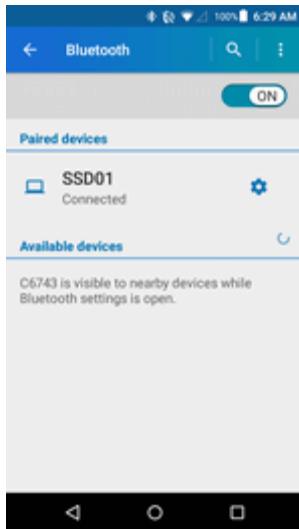 100% 6:29 AM
Bluetooth
ON
Paired devices
SSD01
Connected
Available devices
C6743 is visible to nearby devices while
Bluetooth settings is open.